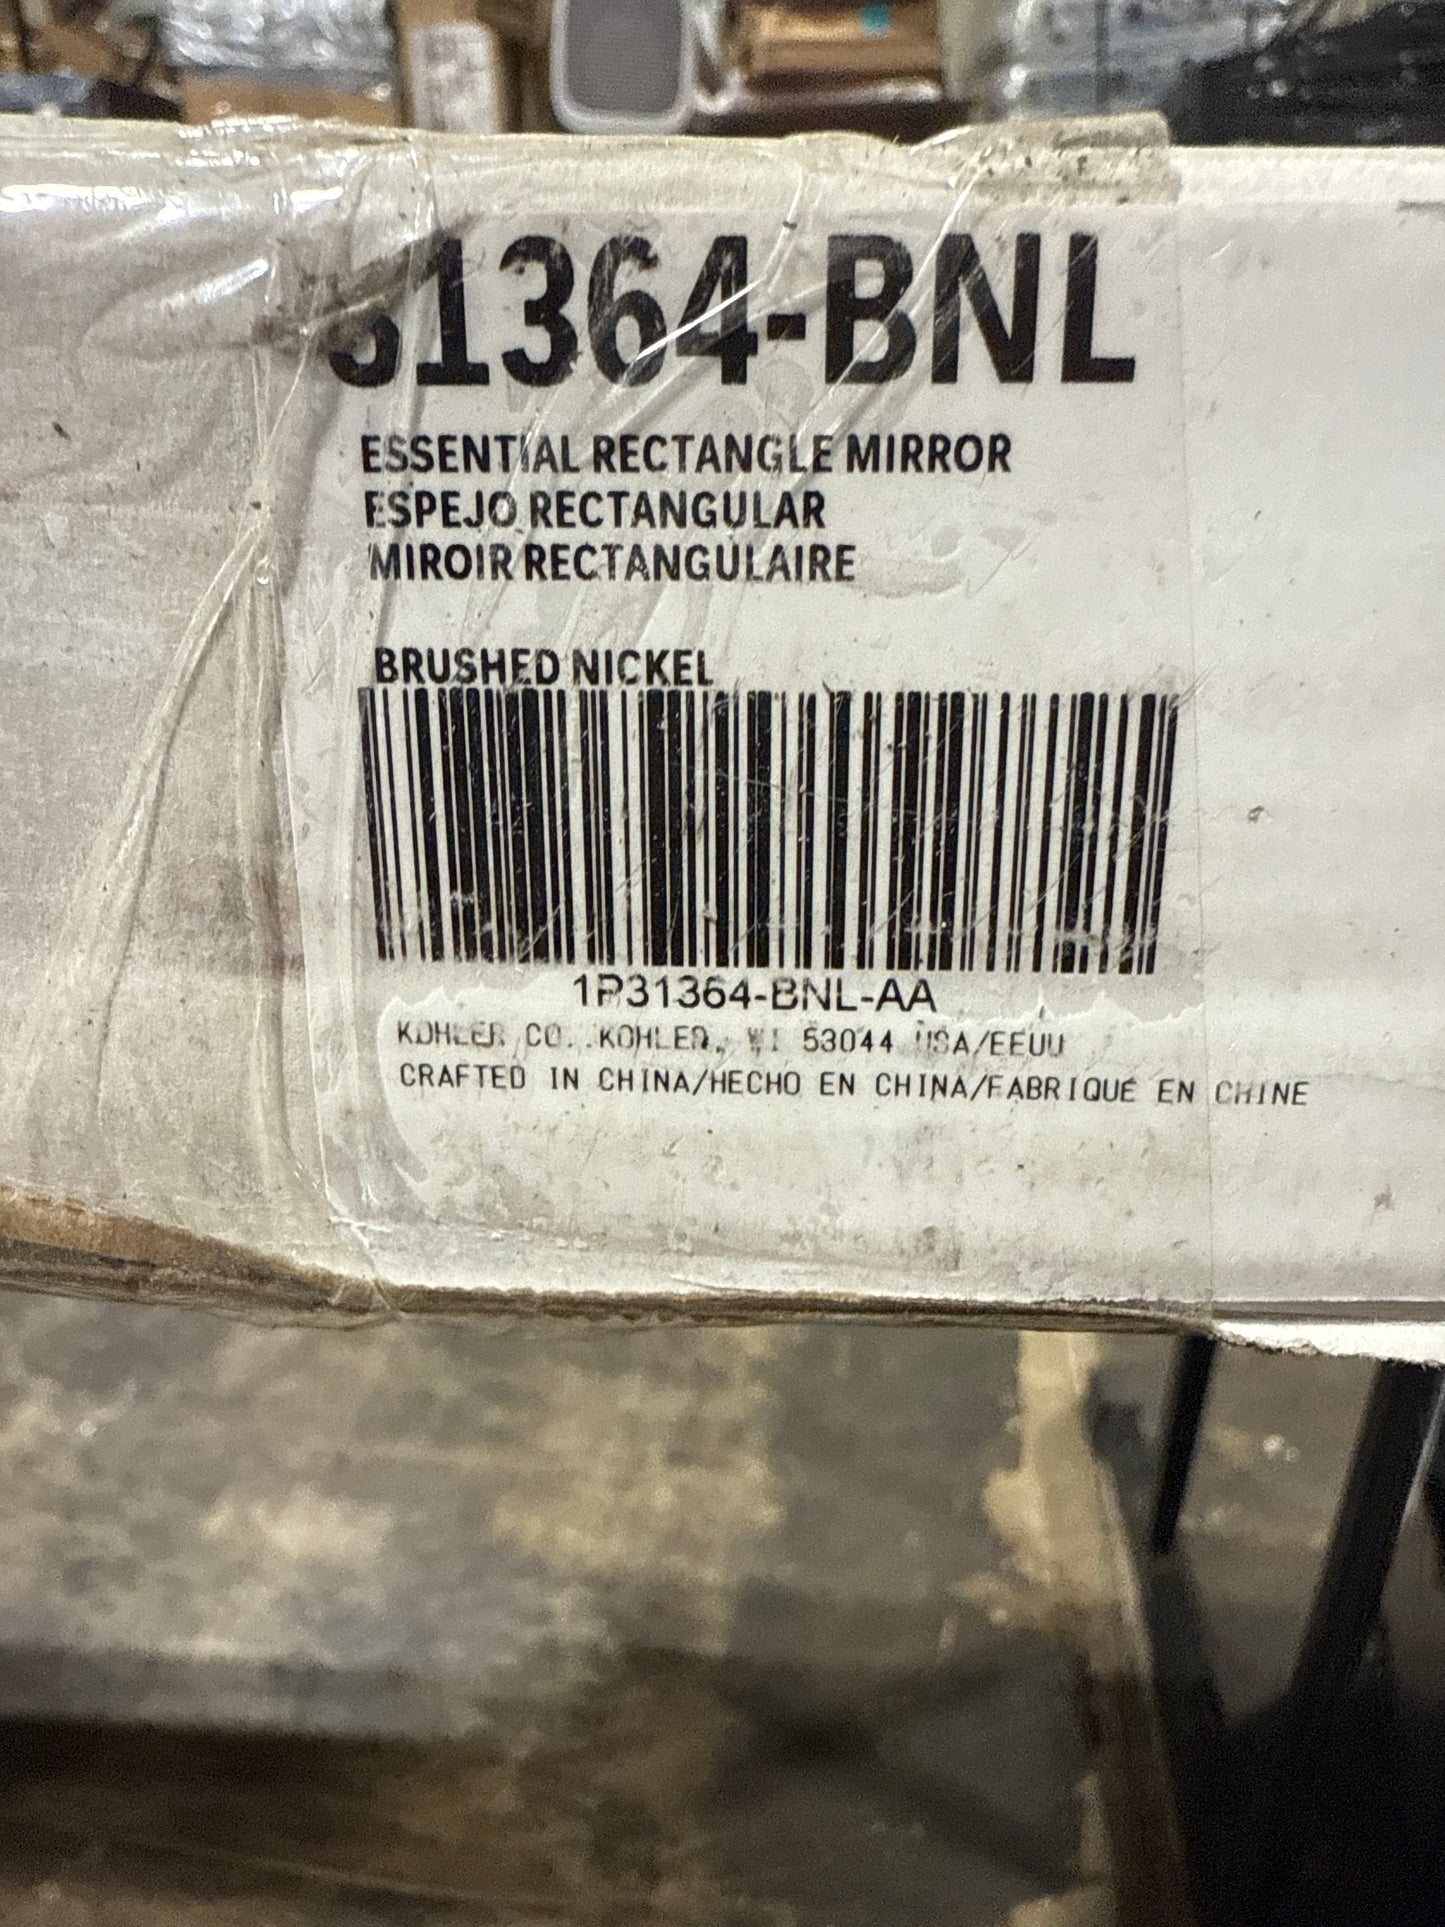 31364-BNL
ESSENTIAL RECTANGLE MIRROR
ESPEJO RECTANGULAR
MIROIR RECTANGULAIRE
BRUSHED NICKEL
1P31364-BNL-AA
KOHLER CO. KOHLER, WI 53044 USA/EEUU
CRAFTED IN CHINA/HECHO EN CHINA/FABRIQUÉ EN CHINE